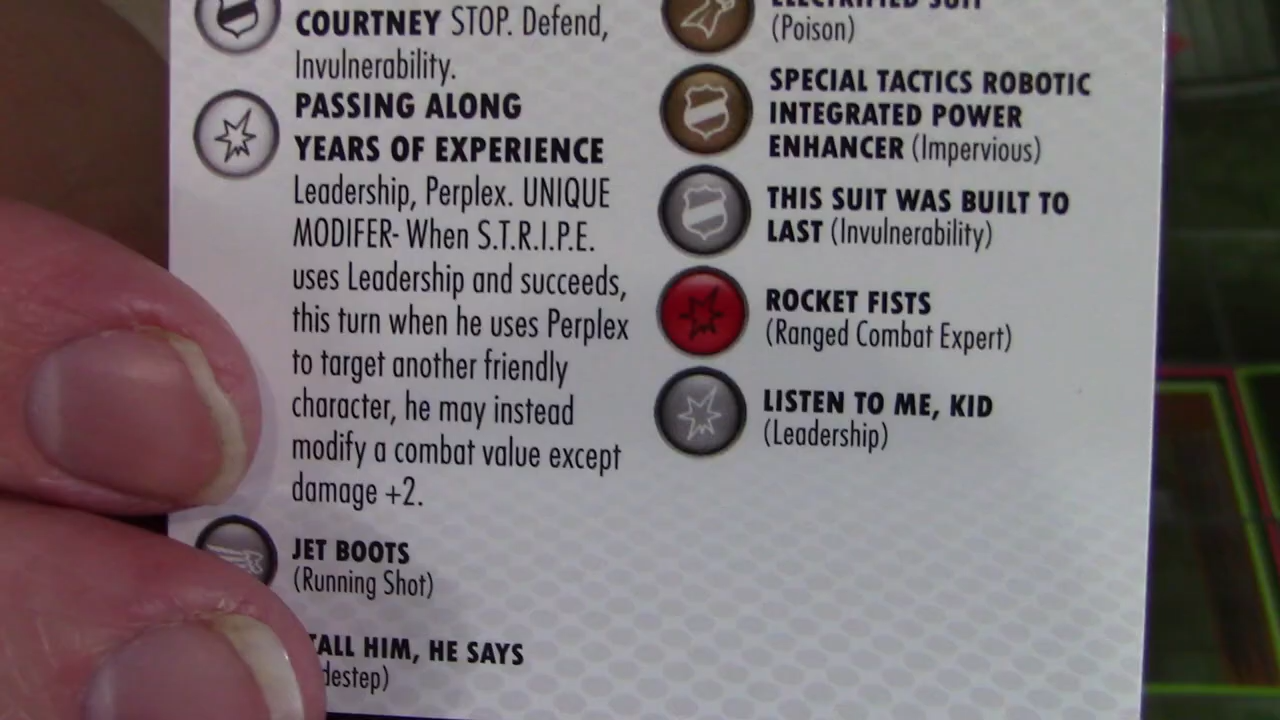 COURTNEY STOP. Defend,
Invulnerability.
PASSING ALONG
YEARS OF EXPERIENCE
Leadership, Perplex. UNIQUE
MODIFER- When S.T.R.I.P.E.
uses Leadership and succeeds,
this turn when he uses Perplex
to target another friendly
character, he may instead
modify a combat value except
damage +2.
JET BOOTS
(Running Shot)
HIM, HE SAYS
ELECTRIFIED SUIT
(Poison)
SPECIAL TACTICS ROBOTIC
INTEGRATED POWER
ENHANCER (Impervious)
THIS SUIT WAS BUILT TO
LAST (Invulnerability)
ROCKET FISTS
(Ranged Combat Expert)
LISTEN TO ME, KID
(Leadership)